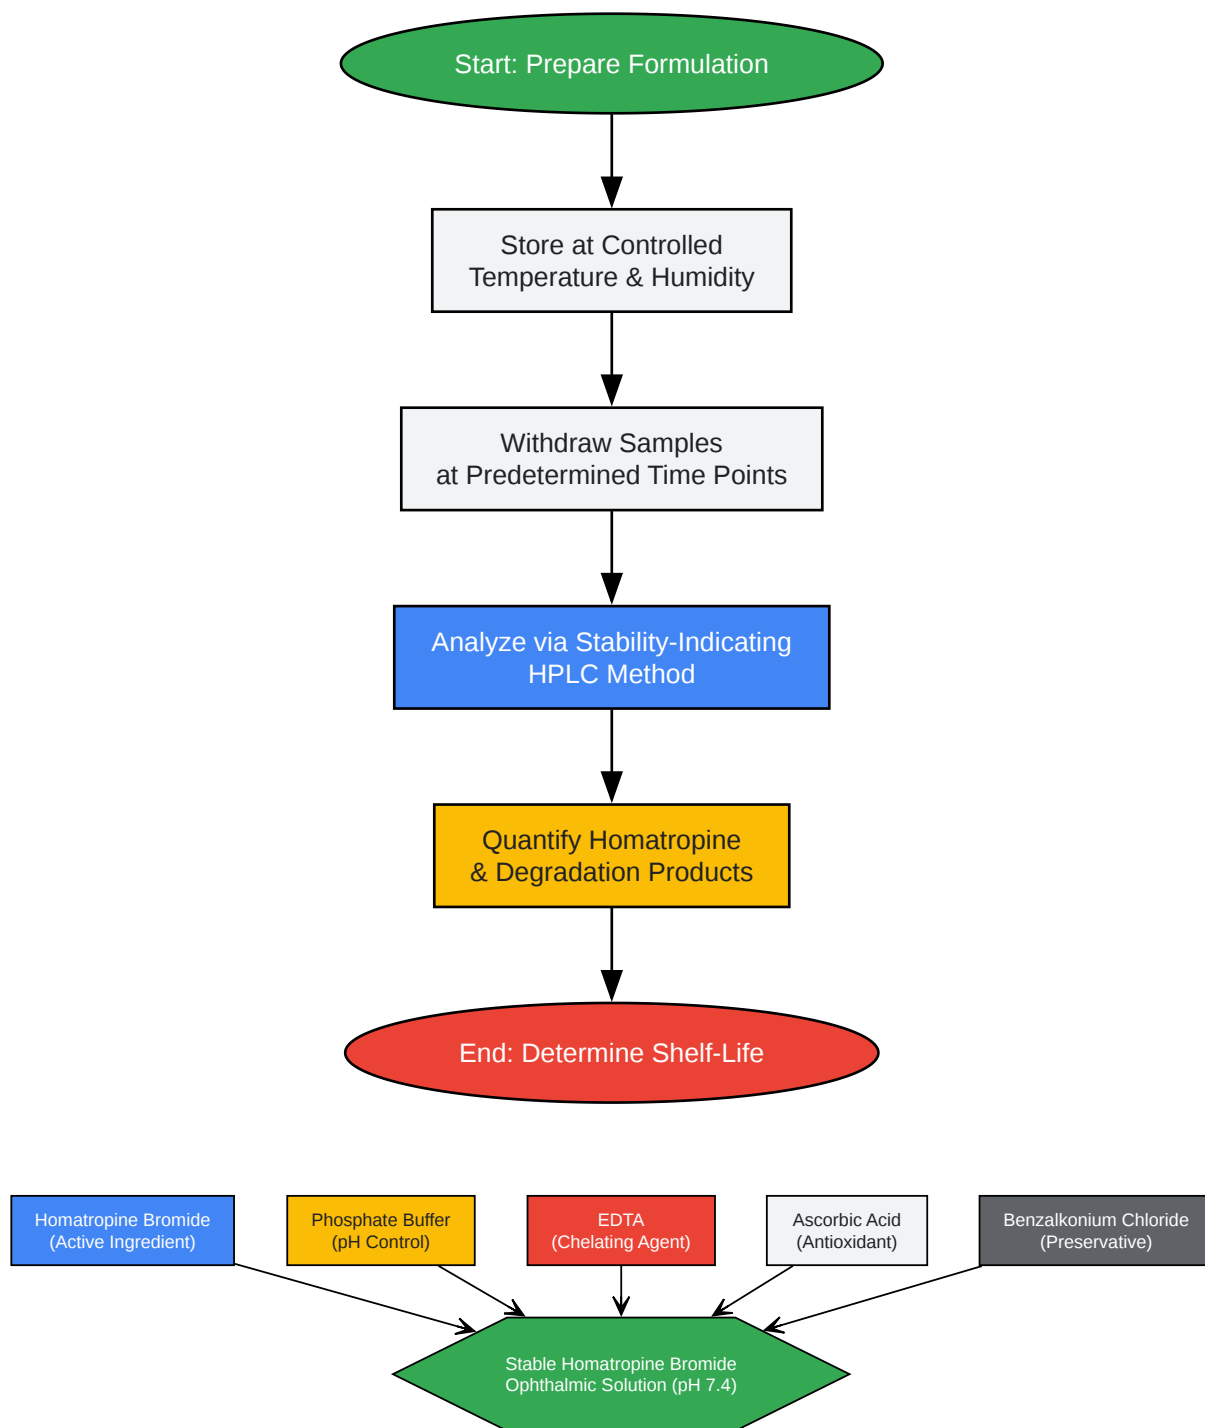 Start: Prepare Formulation
Store at Controlled
Temperature & Humidity
Withdraw Samples
at Predetermined Time Points
Analyze via Stability-Indicating
HPLC Method
Quantify Homatropine
& Degradation Products
End: Determine Shelf-Life
Homatropine Bromide
(Active Ingredient)
Phosphate Buffer
(pH Control)
EDTA
(Chelating Agent)
Ascorbic Acid
(Antioxidant)
Benzalkonium Chloride
(Preservative)
Stable Homatropine Bromide
Ophthalmic Solution (pH 7.4)